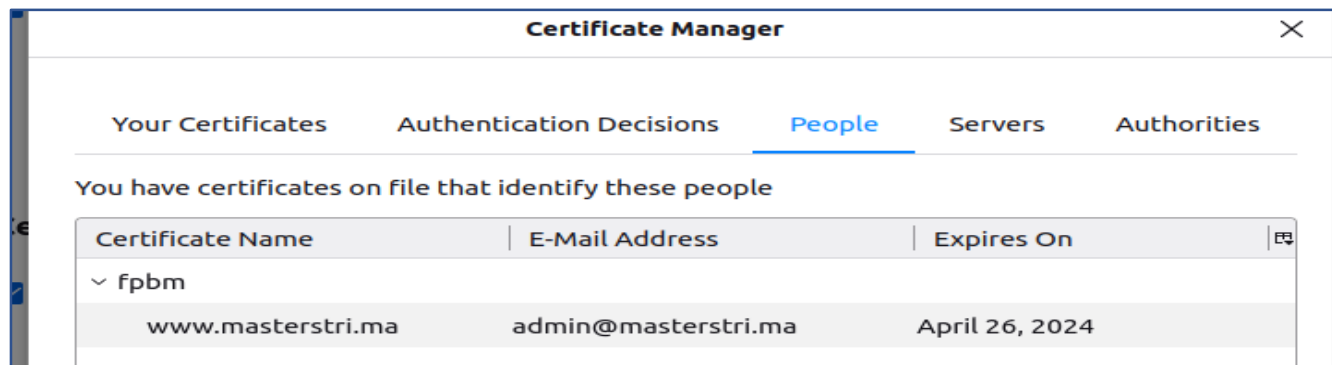 Certificate Manager
Your Certificates Authentication Decisions People Servers Authorities
You have certificates on file that identify these people
Certificate Name E-Mail Address Expires On
fpbm
www.masterstri.ma admin@masterstri.ma April 26, 2024